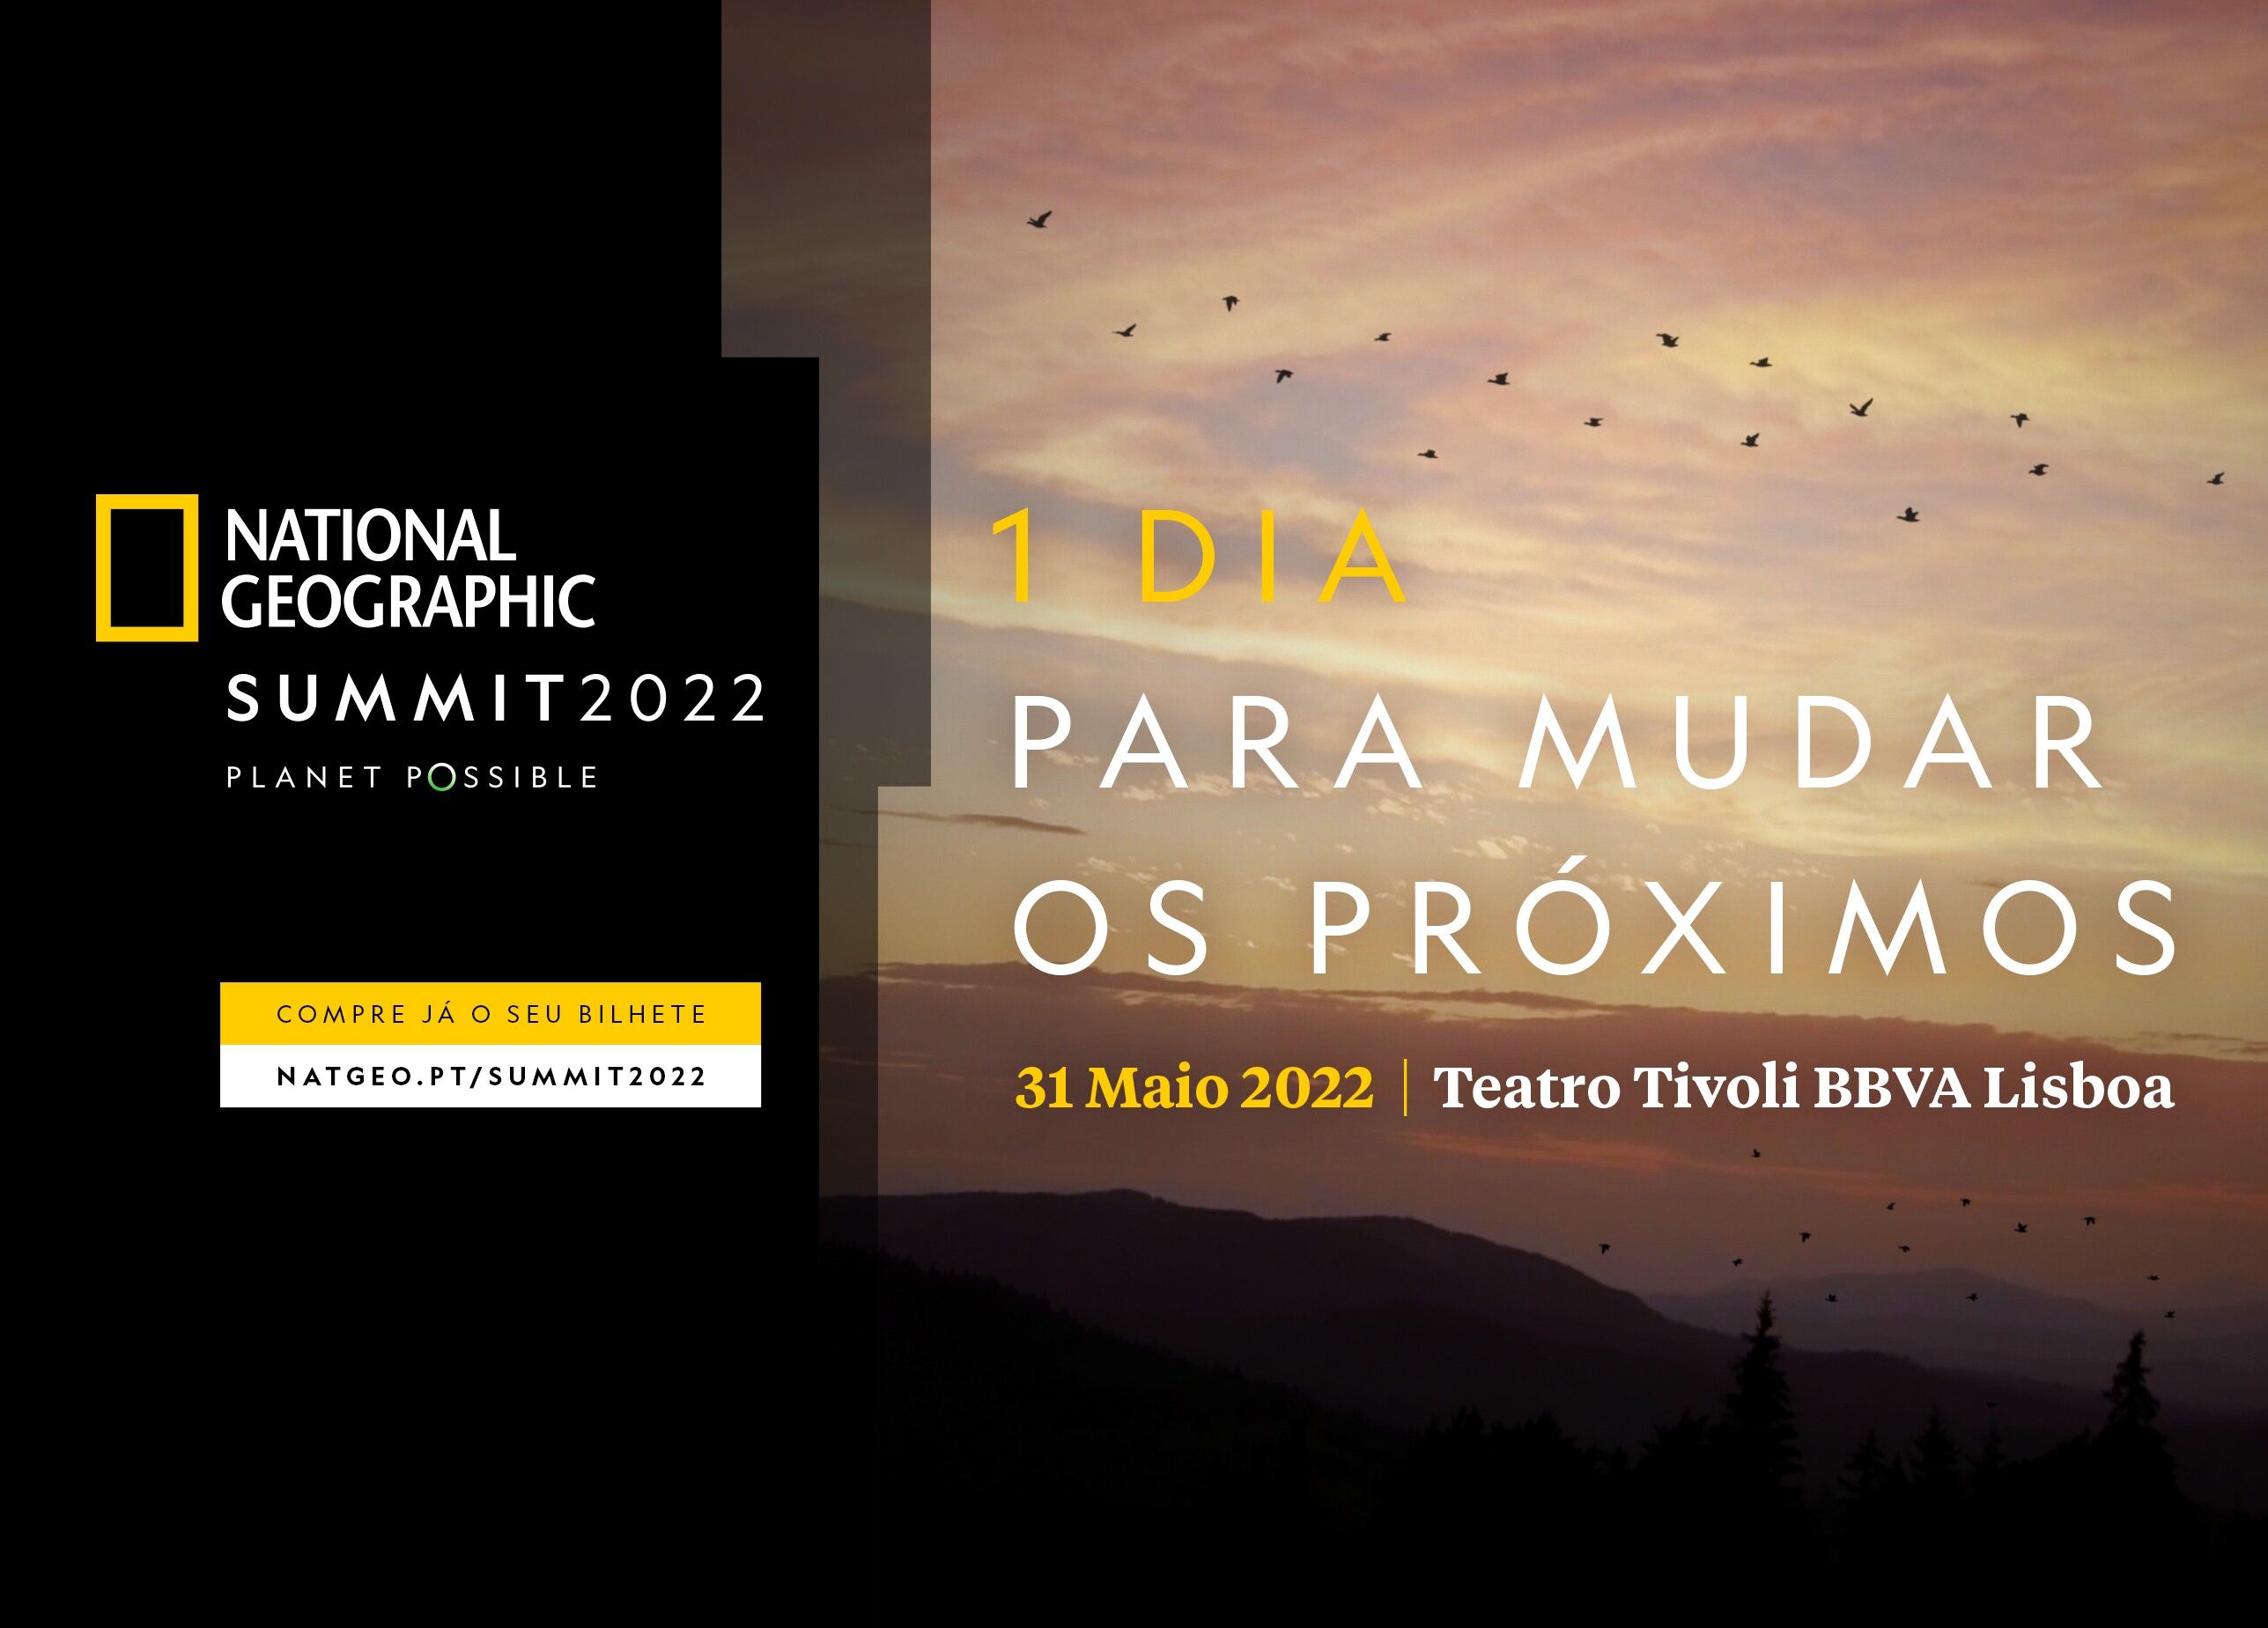 NATIONAL
GEOGRAPHIC
SUMMIT2022
PLANET POSSIBLE
COMPRE JÁ O SEU BILHETE
NATGEO.PT/SUMMIT2022
1 DIA
PARA MUDAR
OS PRÓXIMOS
31 Maio 2022 | Teatro Tivoli BBVA Lisboa